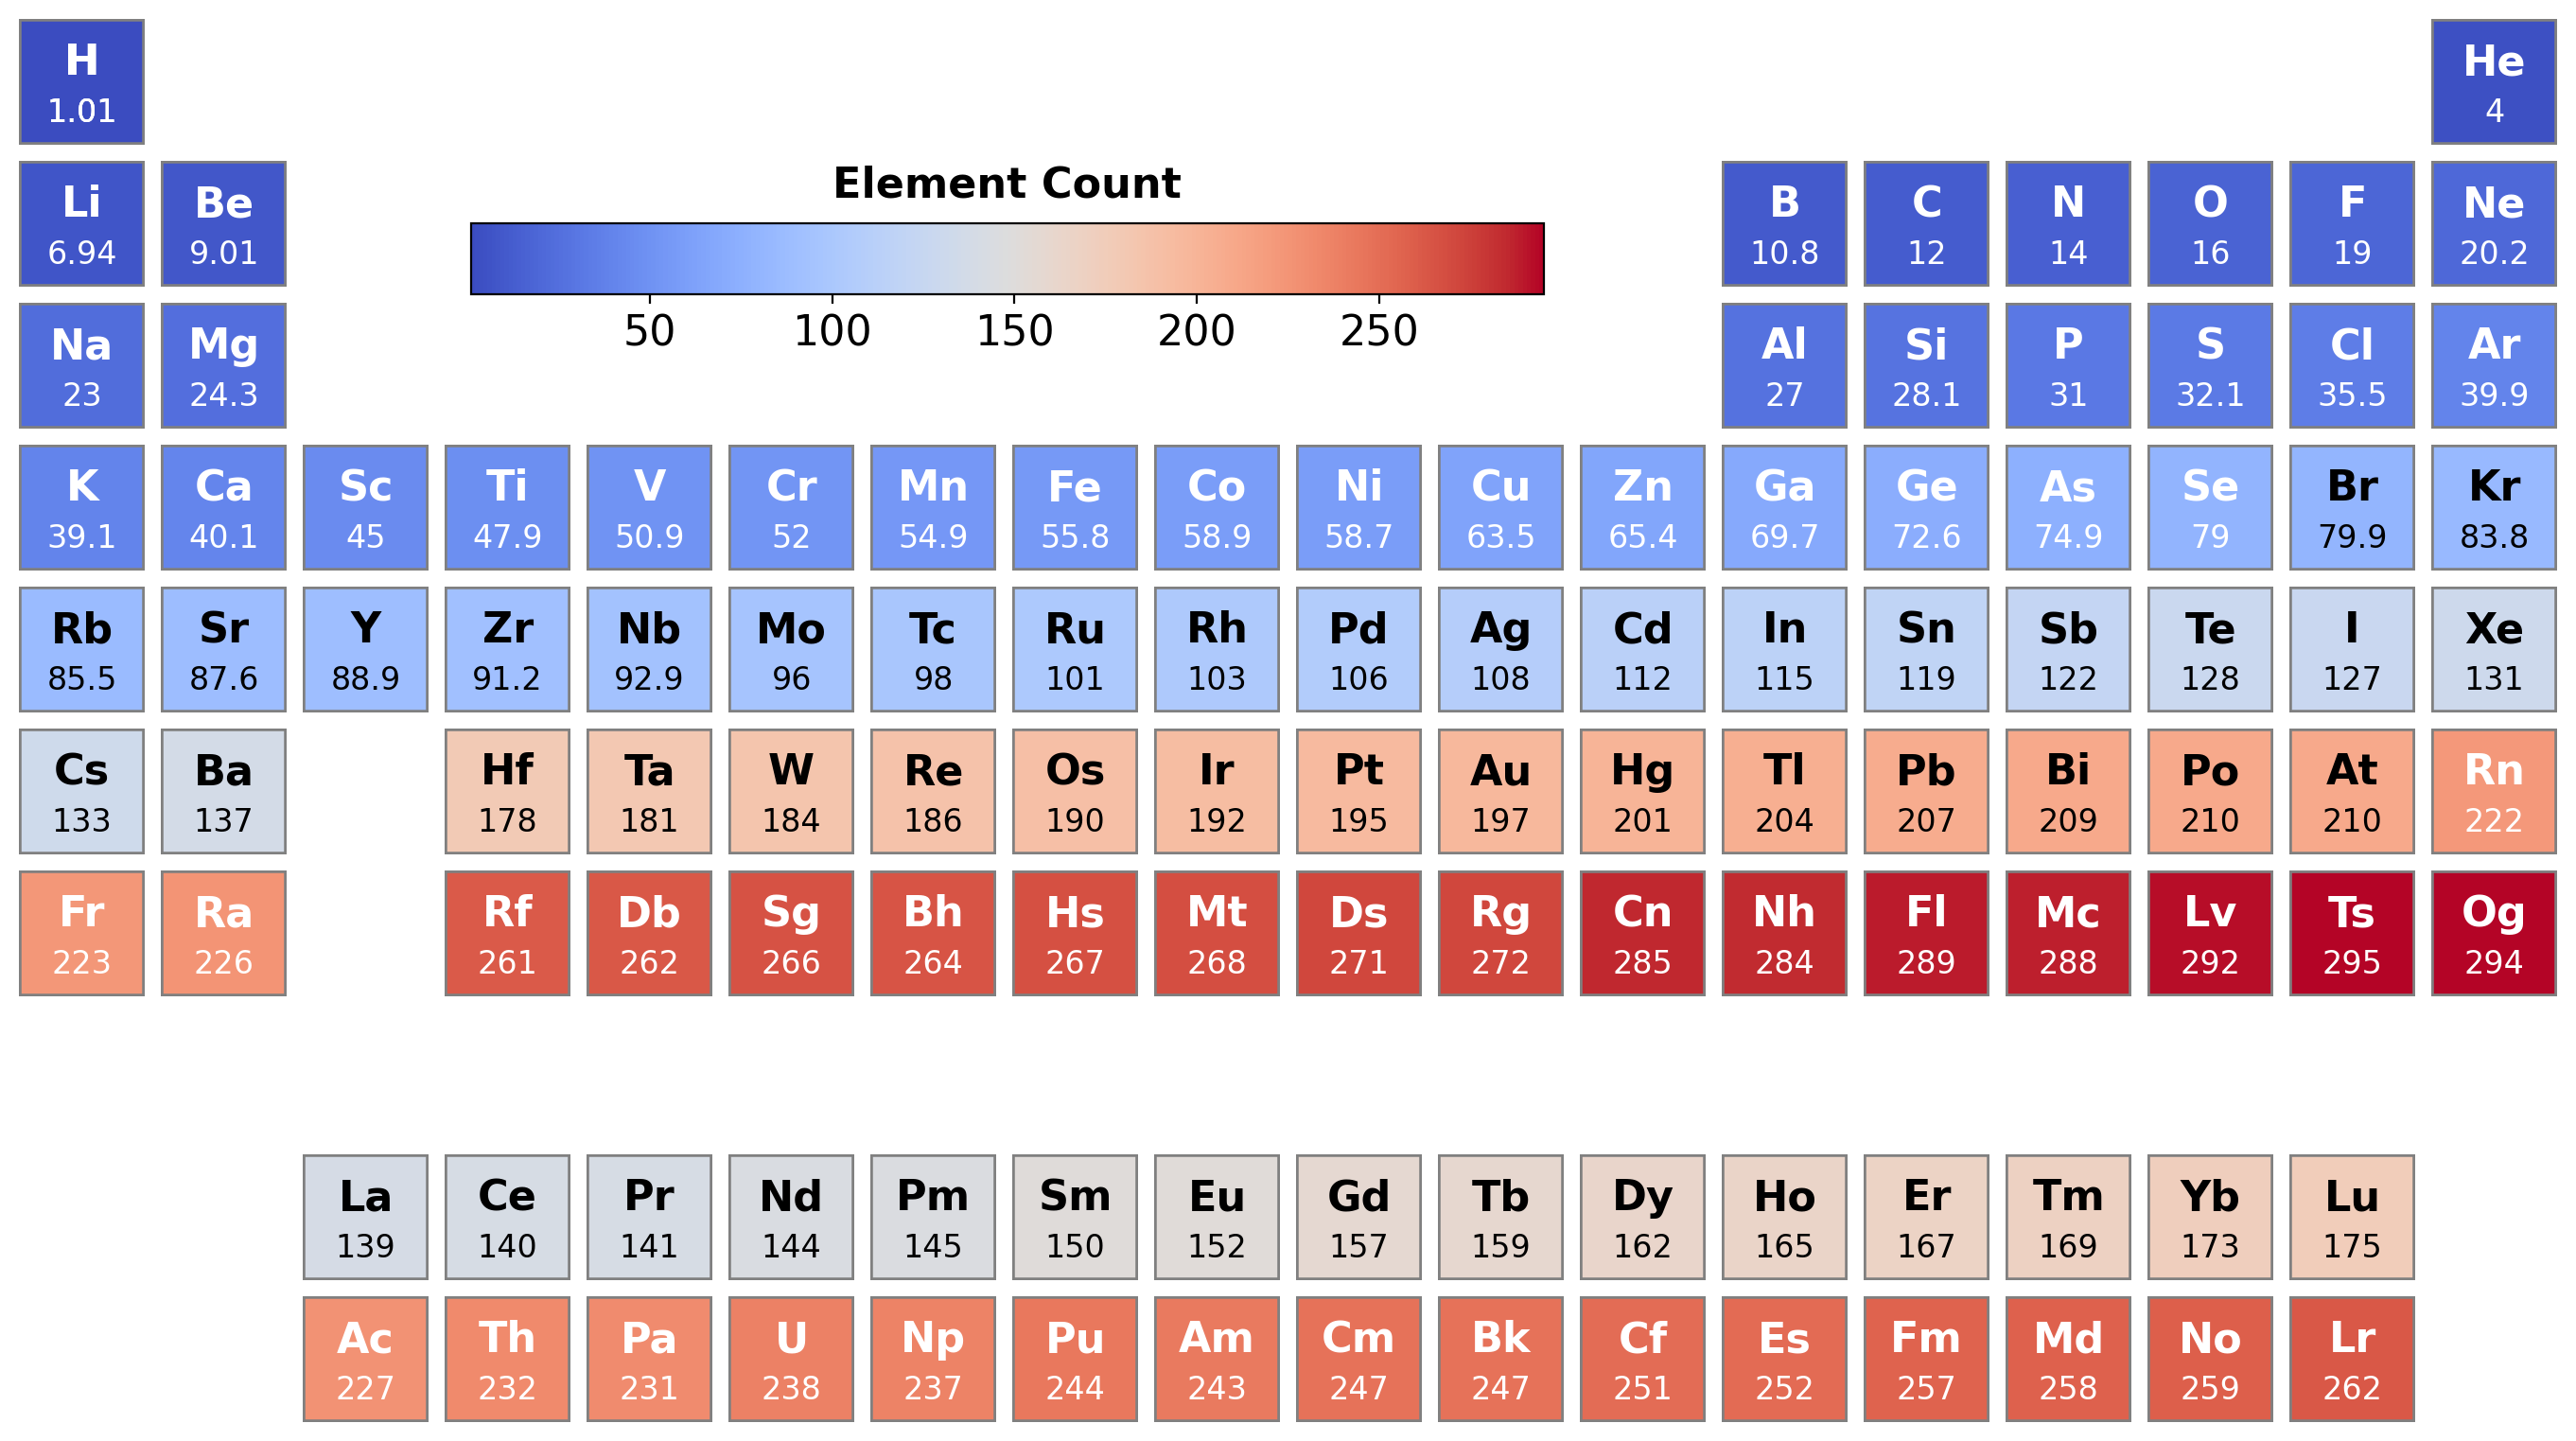 H He
1.01 4
Element Count
Li Be B C N O F Ne
6.94 9.01 10.8 12 14 16 19 20.2
50 100 150 200 250
Na Mg Al Si P S Cl Ar
23 24.3 27 28.1 31 32.1 35.5 39.9
K Ca Sc Ti V Cr Mn Fe Co Ni Cu Zn Ga Ge As Se Br Kr
39.1 40.1 45 47.9 50.9 52 54.9 55.8 58.9 58.7 63.5 65.4 69.7 72.6 74.9 79 79.9 83.8
Rb Sr Y Zr Nb Mo Tc Ru Rh Pd Ag Cd In Sn Sb Te I Xe
85.5 87.6 88.9 91.2 92.9 96 98 101 103 106 108 112 115 119 122 128 127 131
Cs Ba Hf Ta W Re Os Ir Pt Au Hg Tl Pb Bi Po At Rn
133 137 178 181 184 186 190 192 195 197 201 204 207 209 210 210 222
Fr Ra Rf Db Sg Bh Hs Mt Ds Rg Cn Nh Fl Mc Lv Ts Og
223 226 261 262 266 264 267 268 271 272 285 284 289 288 292 295 294
La Ce Pr Nd Pm Sm Eu Gd Tb Dy Ho Er Tm Yb Lu
139 140 141 144 145 150 152 157 159 162 165 167 169 173 175
Ac Th Pa U Np Pu Am Cm Bk Cf Es Fm Md No Lr
227 232 231 238 237 244 243 247 247 251 252 257 258 259 262